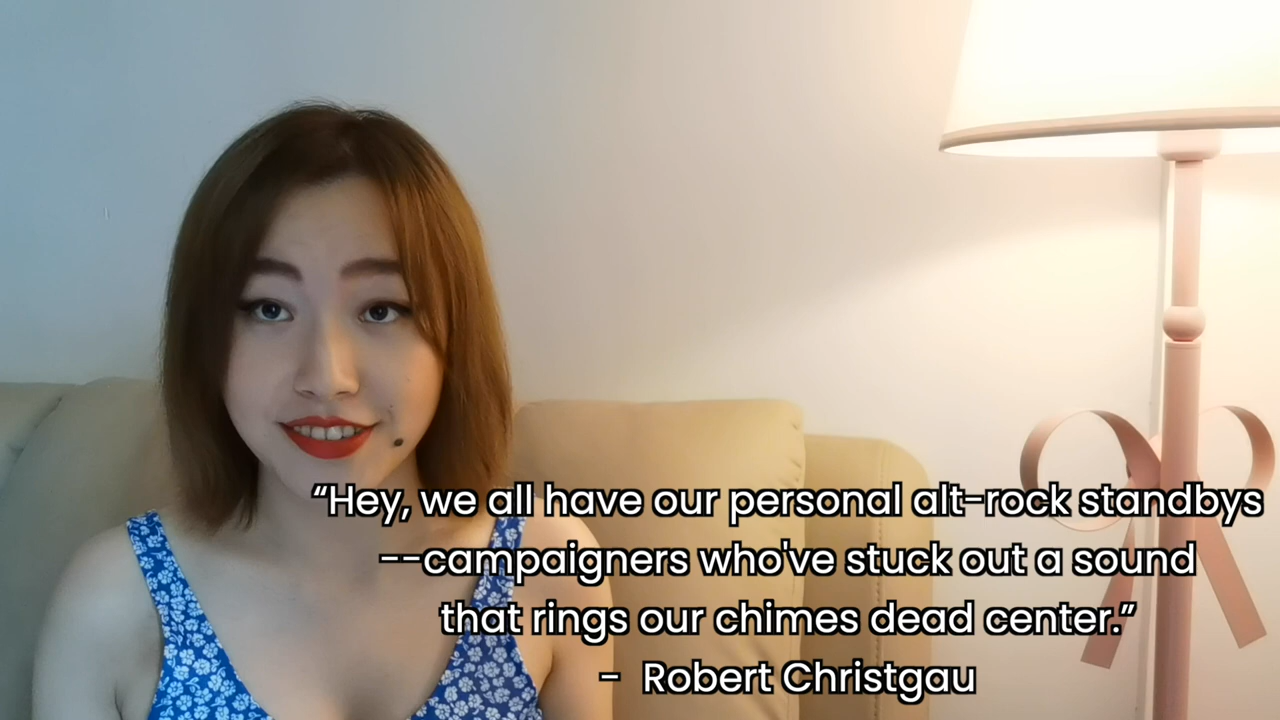 “Hey, we all have our personal alt-rock standbys
--campaigners who've stuck out a sound
that rings our chimes dead center.”
- Robert Christgau